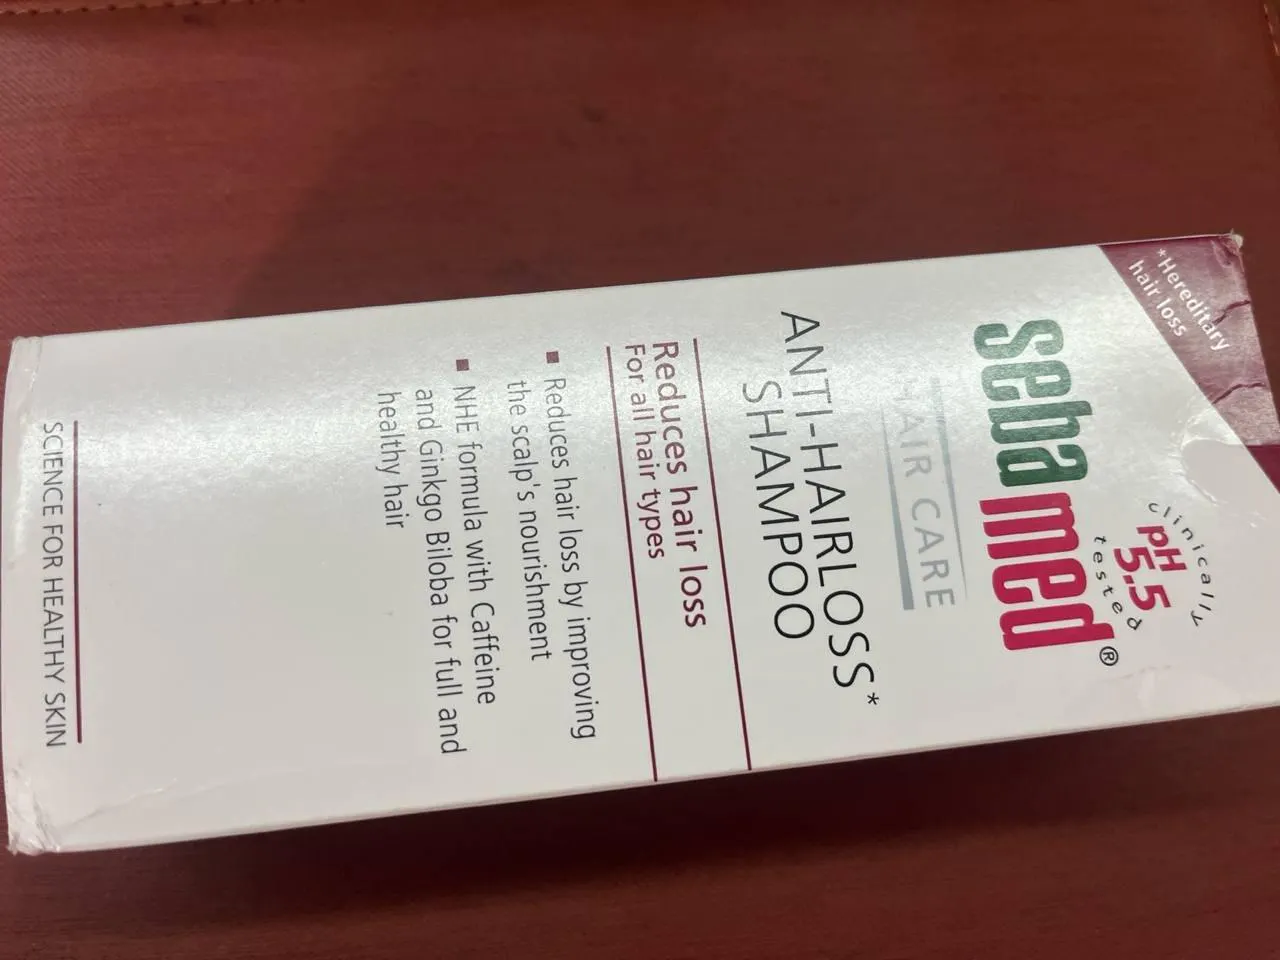 *Hereditary
hair loss
clinically
pH
5.5
tested
sebamed®
HAIR CARE
ANTI-HAIRLOSS*
SHAMPOO
Reduces hair loss
For all hair types
▪ Reduces hair loss by improving
the scalp's nourishment
▪ NHE formula with Caffeine
and Ginkgo Biloba for full and
healthy hair
SCIENCE FOR HEALTHY SKIN